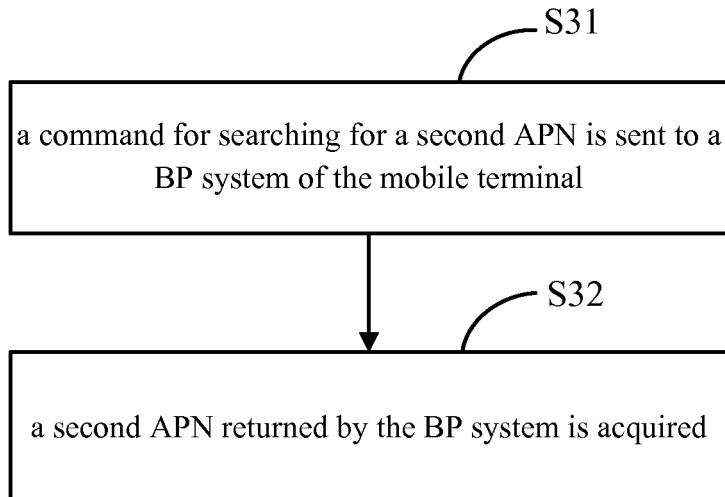 S31
a command for searching for a second APN is sent to a
BP system of the mobile terminal
S32
a second APN returned by the BP system is acquired